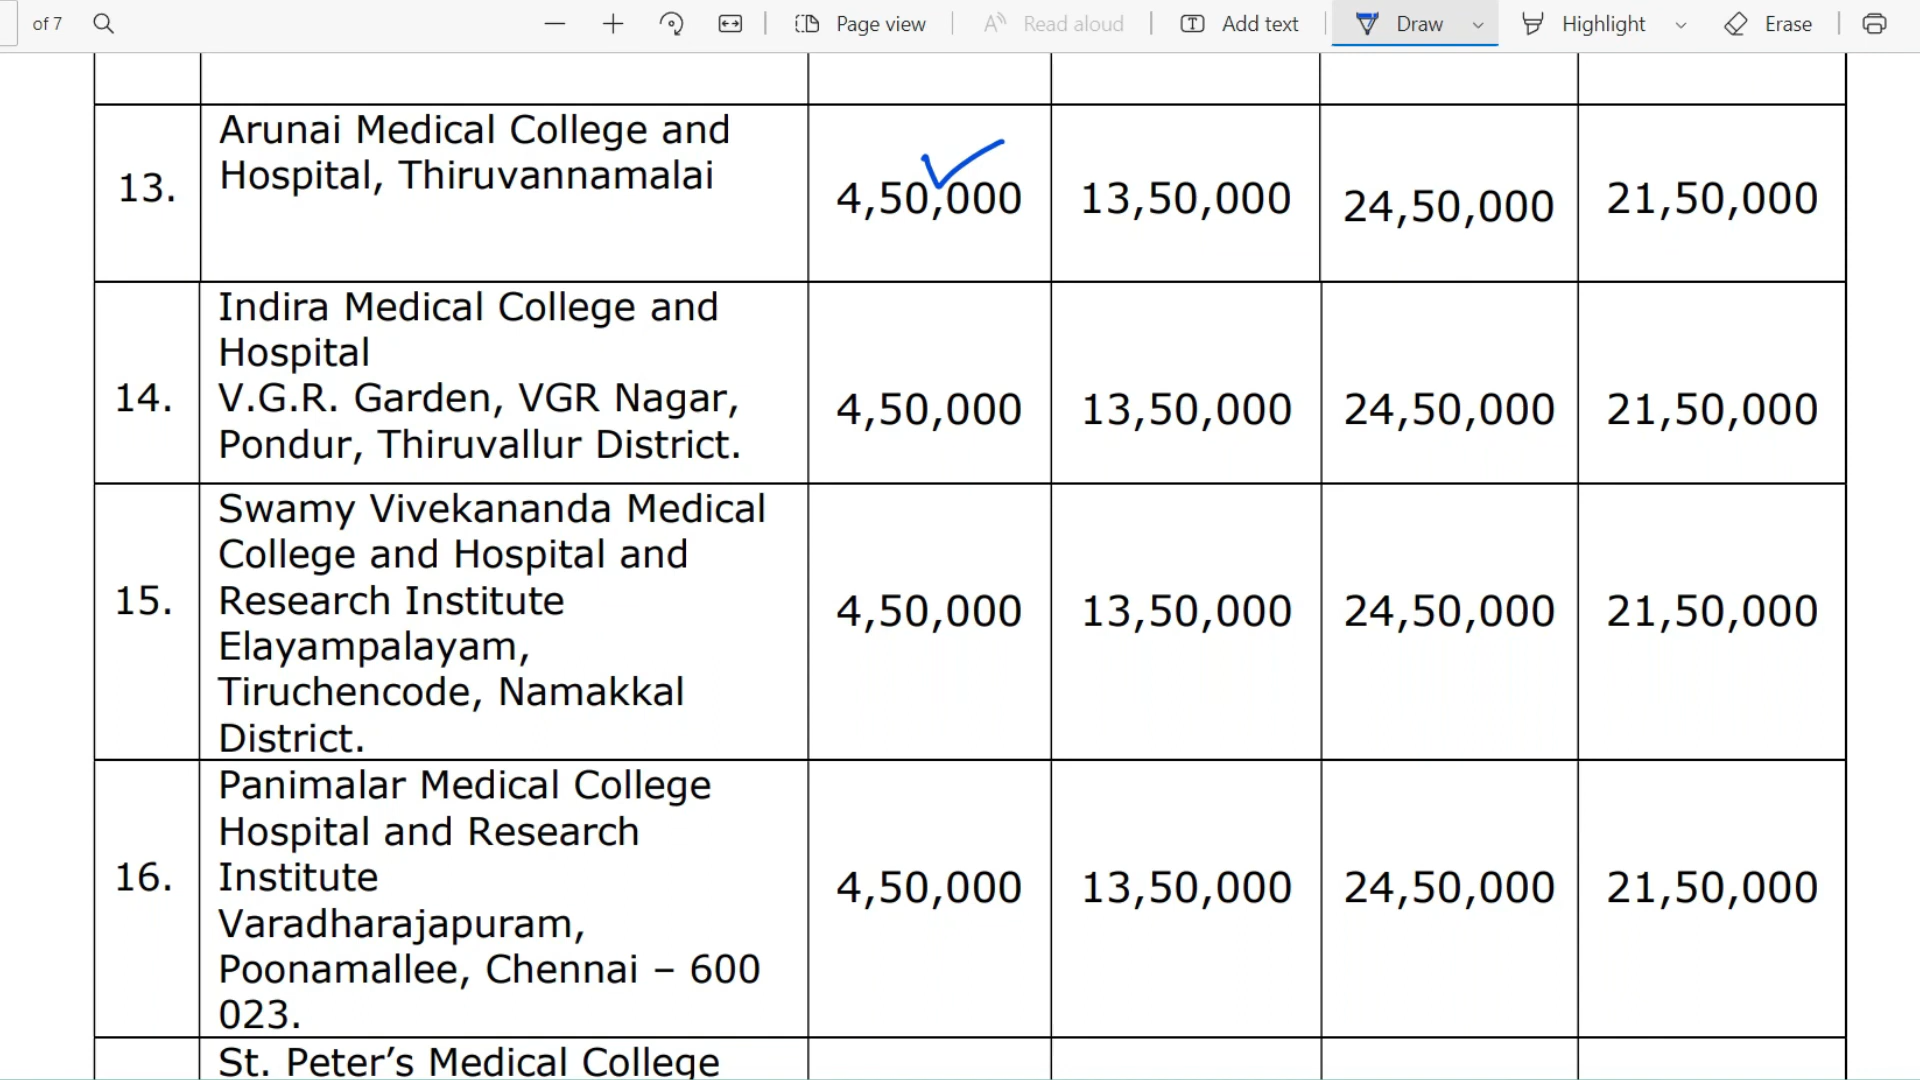 of 7 Page view Read aloud Add text Draw Highlight Erase
13. Arunai Medical College and
Hospital, Thiruvannamalai
4,50,000 13,50,000 24,50,000 21,50,000
14. Indira Medical College and
Hospital
V.G.R. Garden, VGR Nagar,
Pondur, Thiruvallur District.
4,50,000 13,50,000 24,50,000 21,50,000
15. Swamy Vivekananda Medical
College and Hospital and
Research Institute
Elayampalayam,
Tiruchencode, Namakkal
District.
4,50,000 13,50,000 24,50,000 21,50,000
16. Panimalar Medical College
Hospital and Research
Institute
Varadharajapuram,
Poonamallee, Chennai – 600
023.
4,50,000 13,50,000 24,50,000 21,50,000
St. Peter’s Medical College